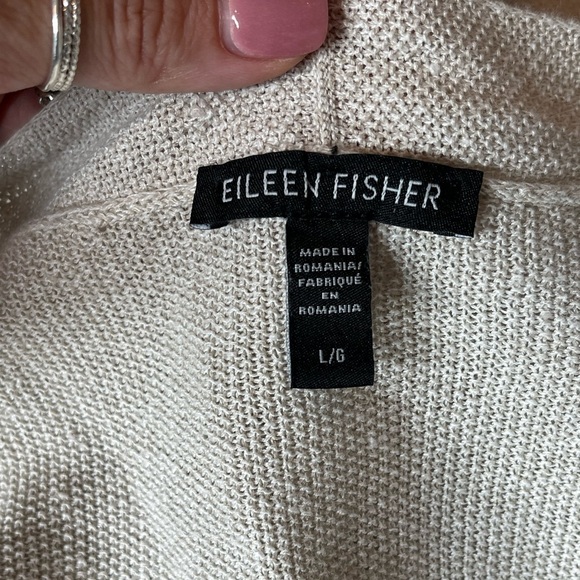 EILEEN FISHER
MADE IN
ROMANIA/
FABRIQUÉ
EN
ROMANIA
L/G